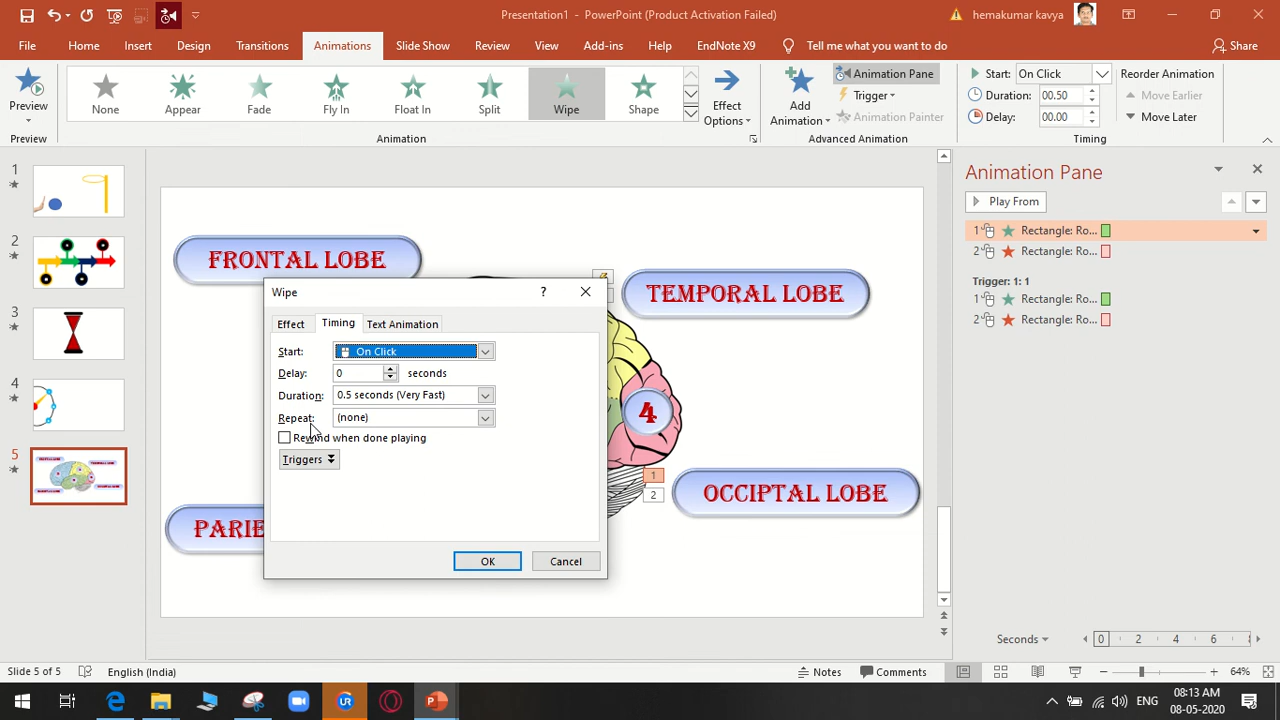 Presentation1 - PowerPoint (Product Activation Failed)
hemakumar kavya
File Home Insert Design Transitions Animations Slide Show Review View Add-ins Help EndNote X9 Tell me what you want to do Share
Preview
None Appear Fade Fly In Float In Split Wipe Shape
Effect Options
Add Animation
Animation Pane
Trigger
Animation Painter
Start: On Click
Duration: 00.50
Delay: 00.00
Reorder Animation
Move Earlier
Move Later
Preview Animation Advanced Animation Timing
1
2
3
4
5
FRONTAL LOBE
TEMPORAL LOBE
4
1
2
OCCIPTAL LOBE
PARIE
Wipe
?
Effect Timing Text Animation
Start: On Click
Delay: 0 seconds
Duration: 0.5 seconds (Very Fast)
Repeat: (none)
Rewind when done playing
Triggers
OK Cancel
Animation Pane
Play From
1 Rectangle: Ro...
2 Rectangle: Ro...
Trigger: 1: 1
1 Rectangle: Ro...
2 Rectangle: Ro...
Seconds 0 2 4 6
Slide 5 of 5 English (India) Notes Comments 64%
ENG
08:13 AM
08-05-2020